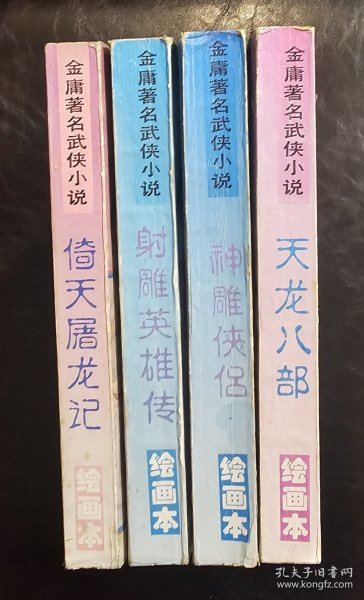 金庸著名武侠小说
倚天屠龙记
绘画本
金庸著名武侠小说
射雕英雄传
绘画本
金庸著名武侠小说
神雕侠侣
绘画本
金庸著名武侠小说
天龙八部
绘画本
孔夫子旧书网
www.kongfz.com